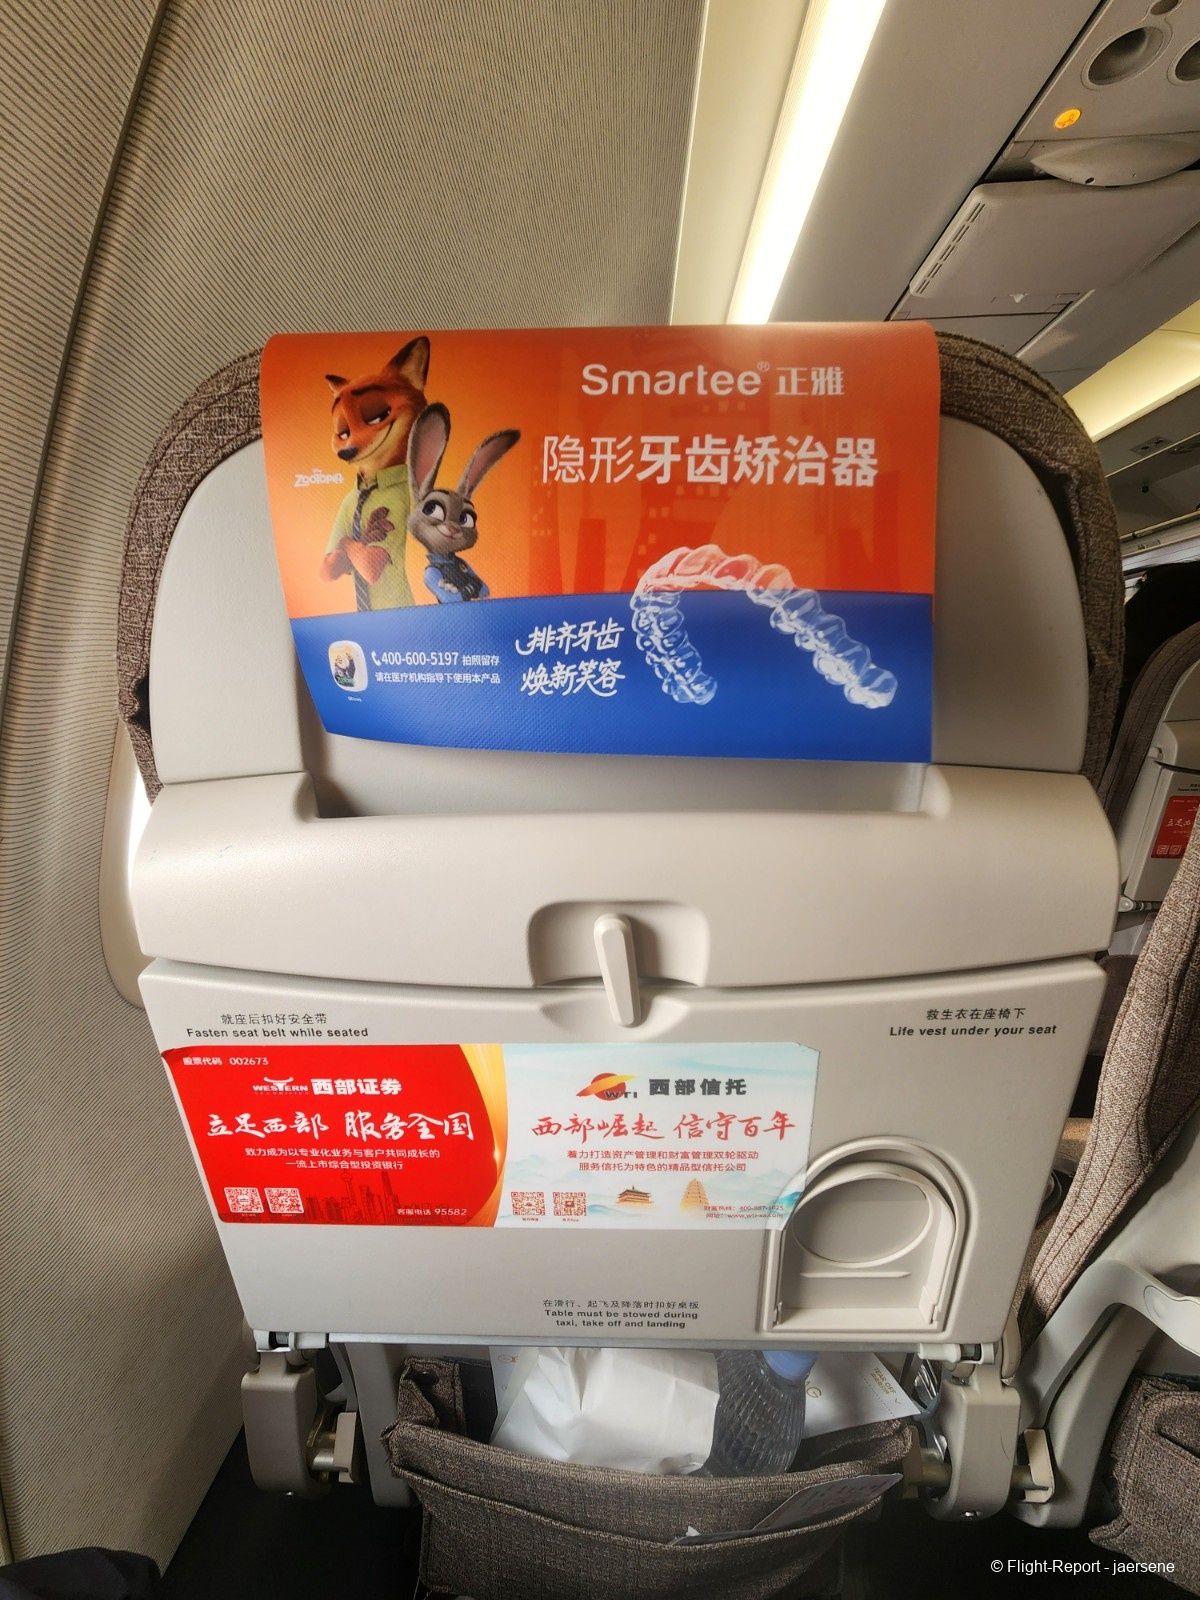 Smartee® 正雅
隐形牙齿矫治器
ZOOTOPIA
排齐牙齿
焕新笑容
400-600-5197 拍照留存
请在医疗机构指导下使用本产品
就座后扣好安全带
Fasten seat belt while seated
救生衣在座椅下
Life vest under your seat
股票代码 002673
WESTERN 西部证券
立足西部 服务全国
致力成为以专业化业务与客户共同成长的
一流上市综合型投资银行
客服电话 95582
WTI 西部信托
西部崛起 信守百年
着力打造资产管理和财富管理双轮驱动
服务信托为特色的精品型信托公司
在滑行、起飞及降落时扣好桌板
Table must be stowed during
taxi, take off and landing
© Flight-Report - jaersene